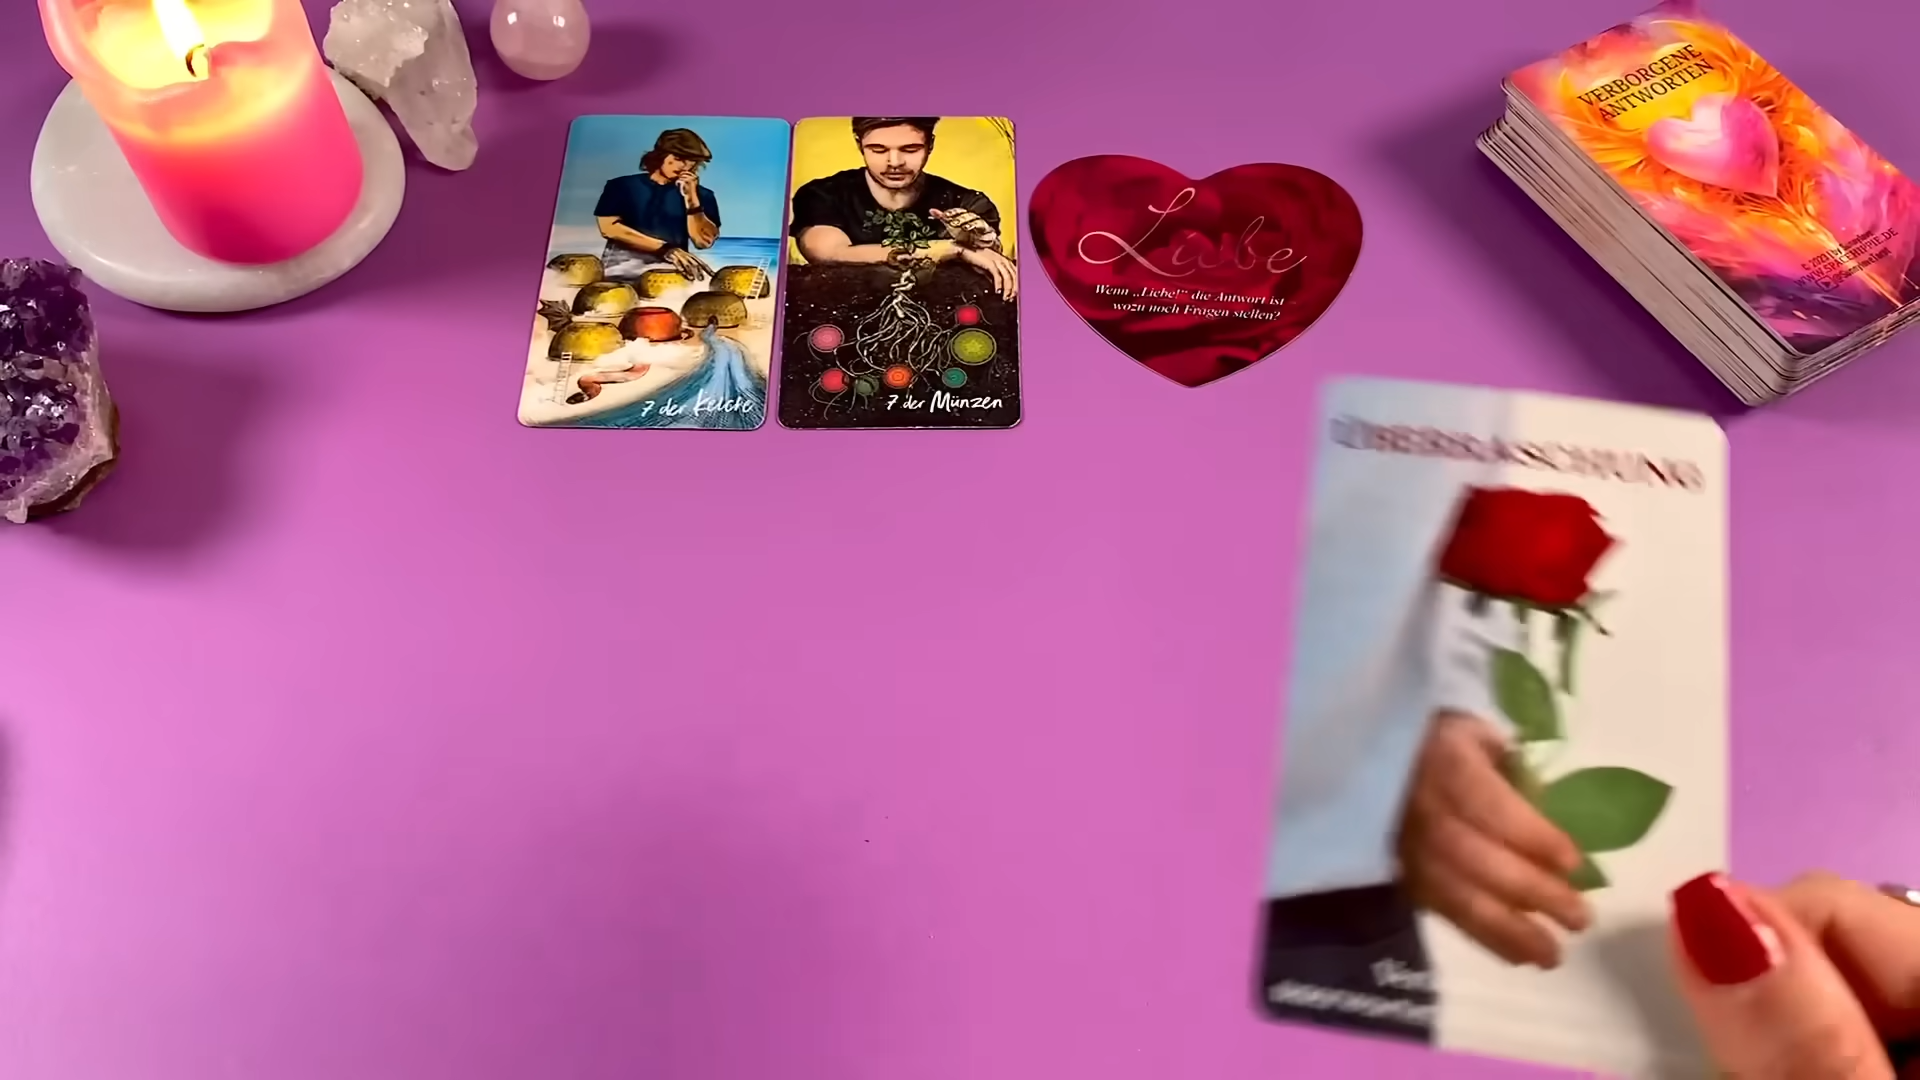 VERBORGENE
ANTWORTEN
Liebe
Wenn „Liebe!“ die Antwort ist –
wozu noch Fragen stellen?
7 der Kelche
7 der Münzen
ÜBERRASCHUNG